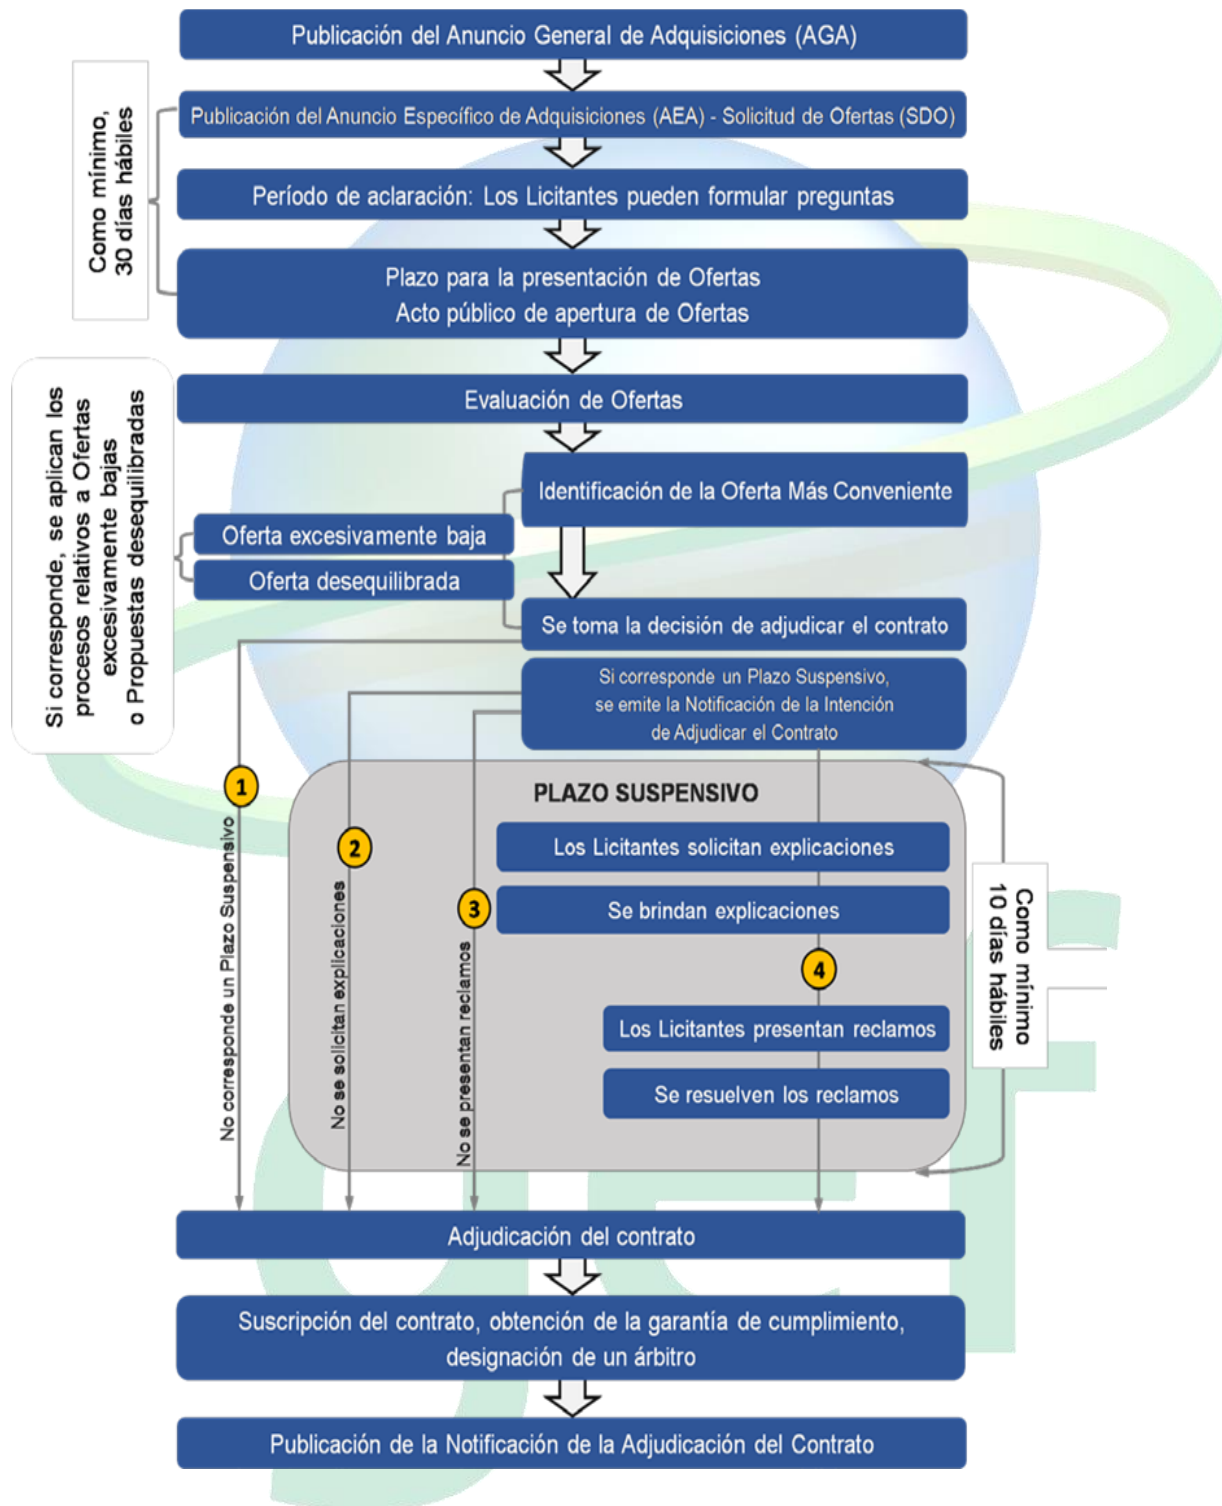 Publicación del Anuncio General de Adquisiciones (AGA)
Como mínimo,
30 días hábiles
Publicación del Anuncio Específico de Adquisiciones (AEA) - Solicitud de Ofertas (SDO)
Período de aclaración: Los Licitantes pueden formular preguntas
Plazo para la presentación de Ofertas
Acto público de apertura de Ofertas
Evaluación de Ofertas
Si corresponde, se aplican los
procesos relativos a Ofertas
excesivamente bajas
o Propuestas desequilibradas
Identificación de la Oferta Más Conveniente
Oferta excesivamente baja
Oferta desequilibrada
Se toma la decisión de adjudicar el contrato
Si corresponde un Plazo Suspensivo,
se emite la Notificación de la Intención
de Adjudicar el Contrato
PLAZO SUSPENSIVO
1
No corresponde un Plazo Suspensivo
2
No se solicitan explicaciones
3
No se presentan reclamos
Los Licitantes solicitan explicaciones
Se brindan explicaciones
4
Los Licitantes presentan reclamos
Se resuelven los reclamos
Como mínimo
10 días hábiles
Adjudicación del contrato
Suscripción del contrato, obtención de la garantía de cumplimiento,
designación de un árbitro
Publicación de la Notificación de la Adjudicación del Contrato
gef